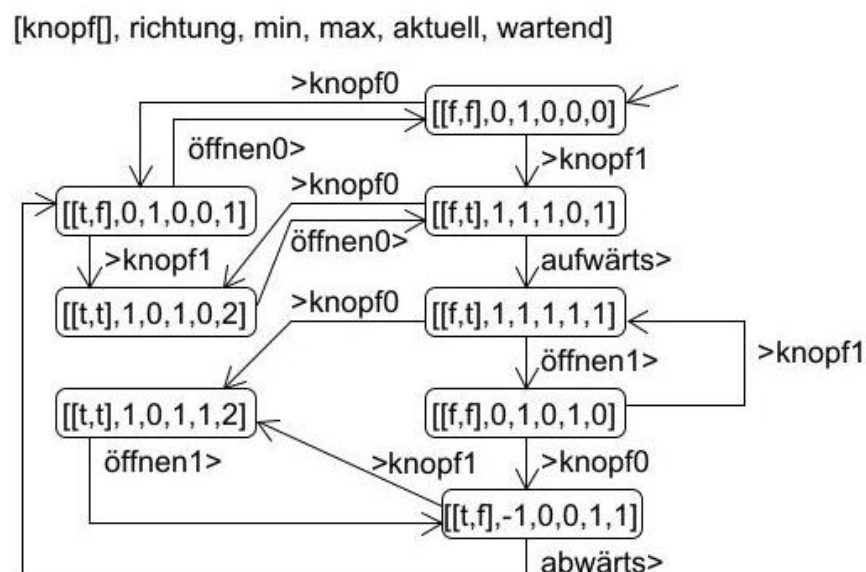 [knopf[], richtung, min, max, aktuell, wartend]
>knopf0
[[f,f],0,1,0,0,0]
öffnen0>
>knopf1
>knopf0
[[t,f],0,1,0,0,1]
[[f,t],1,1,1,0,1]
öffnen0>
>knopf1
aufwärts>
>knopf0
[[t,t],1,0,1,0,2]
[[f,t],1,1,1,1,1]
>knopf1
öffnen1>
[[t,t],1,0,1,1,2]
[[f,f],0,1,0,1,0]
öffnen1>
>knopf1
>knopf0
[[t,f],-1,0,0,1,1]
abwärts>